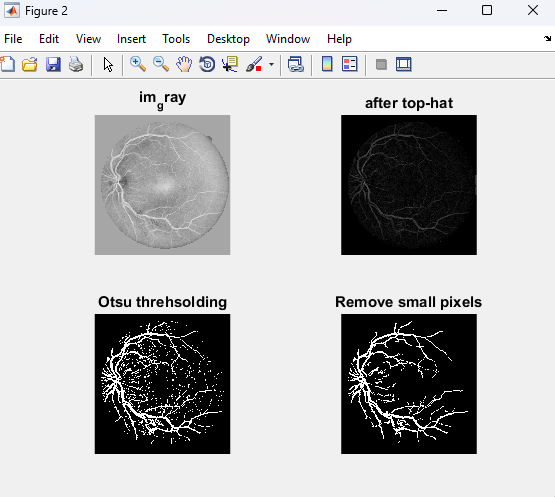 Figure 2
File Edit View Insert Tools Desktop Window Help
im_gray
after top-hat
Otsu threhsolding
Remove small pixels